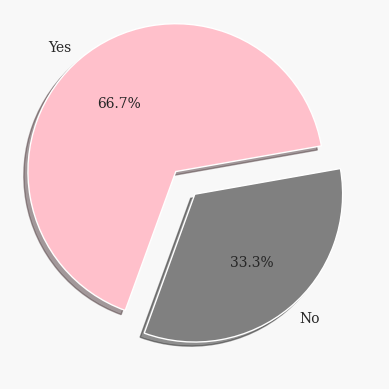 Yes
66.7%
33.3%
No